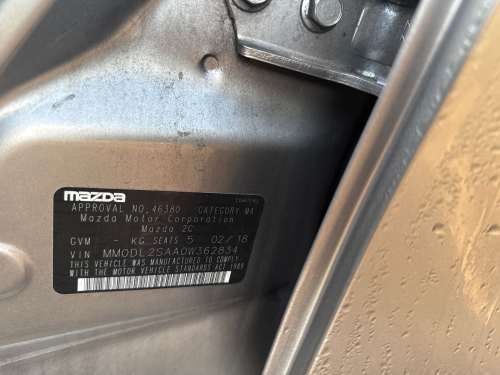 mazda
APPROVAL NO.46380 CATEGORY MA
Mazda Motor Corporation
Mazda 2C
GVM - KG SEATS 5 02/18
VIN MM0DL2SAA0W362834
THIS VEHICLE WAS MANUFACTURED TO COMPLY
WITH THE MOTOR VEHICLE STANDARDS ACT 1989